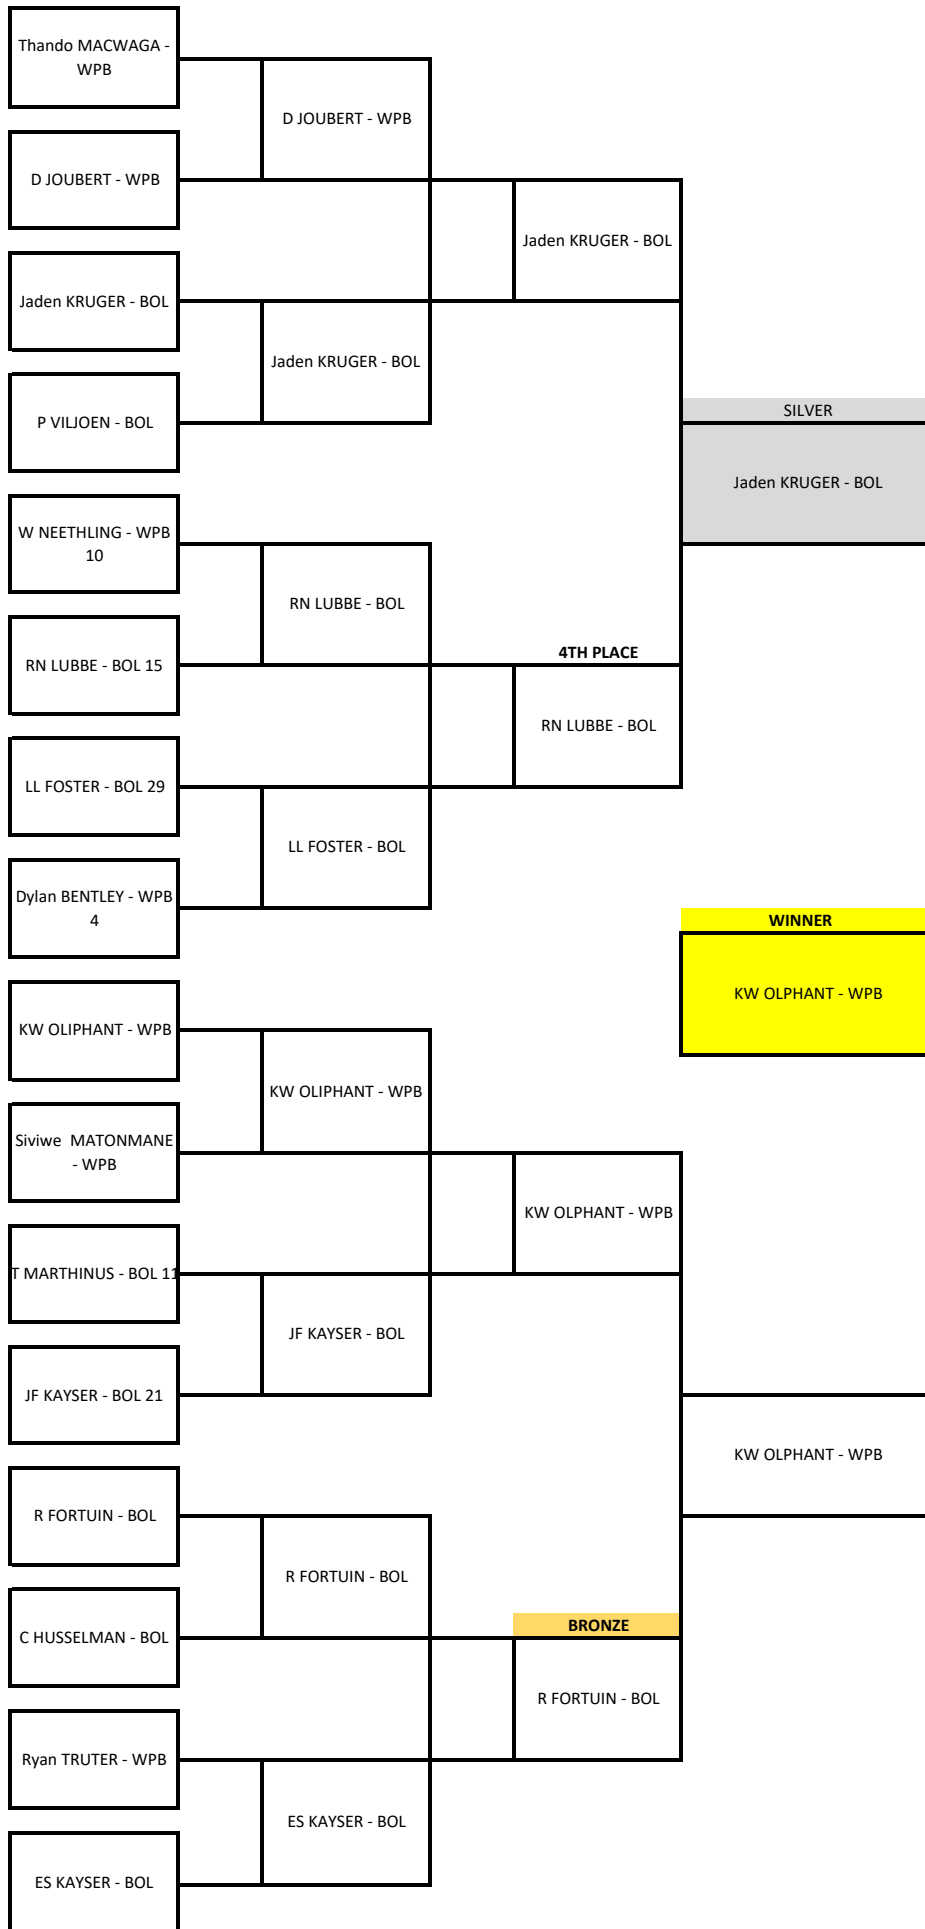 Thando MACWAGA -
WPB
D JOUBERT - WPB
D JOUBERT - WPB
Jaden KRUGER - BOL
Jaden KRUGER - BOL
Jaden KRUGER - BOL
P VILJOEN - BOL
SILVER
Jaden KRUGER - BOL
W NEETHLING - WPB
10
RN LUBBE - BOL
RN LUBBE - BOL 15
4TH PLACE
RN LUBBE - BOL
LL FOSTER - BOL 29
LL FOSTER - BOL
Dylan BENTLEY - WPB
4
WINNER
KW OLPHANT - WPB
KW OLIPHANT - WPB
KW OLIPHANT - WPB
Siviwe  MATONMANE
- WPB
KW OLPHANT - WPB
T MARTHINUS - BOL 11
JF KAYSER - BOL
JF KAYSER - BOL 21
KW OLPHANT - WPB
R FORTUIN - BOL
R FORTUIN - BOL
C HUSSELMAN - BOL
BRONZE
R FORTUIN - BOL
Ryan TRUTER - WPB
ES KAYSER - BOL
ES KAYSER - BOL